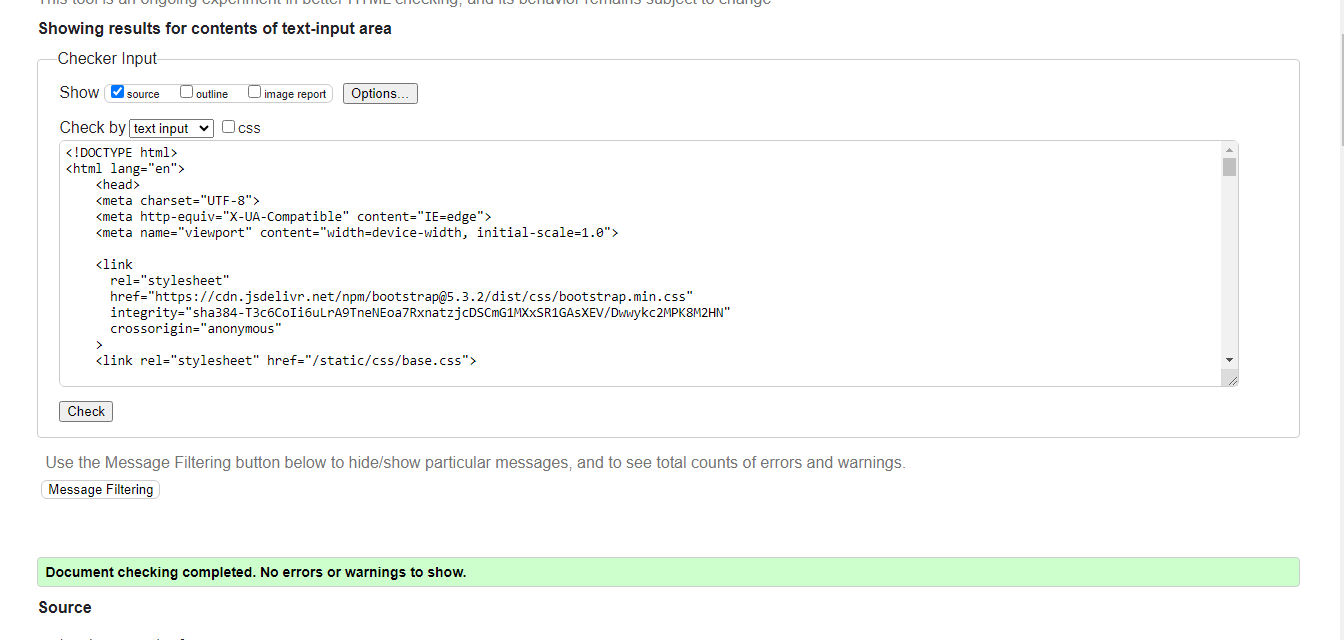 This tool is an ongoing experiment in better HTML checking, and its behavior remains subject to change
Showing results for contents of text-input area
Checker Input
Show source outline image report Options...
Check by text input css
<!DOCTYPE html>
<html lang="en">
<head>
<meta charset="UTF-8">
<meta http-equiv="X-UA-Compatible" content="IE=edge">
<meta name="viewport" content="width=device-width, initial-scale=1.0">
<link
rel="stylesheet"
href="https://cdn.jsdelivr.net/npm/bootstrap@5.3.2/dist/css/bootstrap.min.css"
integrity="sha384-T3c6CoIi6uLrA9TneNEoa7RxnatzjcDSCmG1MXxSR1GAsXEV/Dwwykc2MPK8M2HN"
crossorigin="anonymous"
>
<link rel="stylesheet" href="/static/css/base.css">
Check
Use the Message Filtering button below to hide/show particular messages, and to see total counts of errors and warnings.
Message Filtering
Document checking completed. No errors or warnings to show.
Source